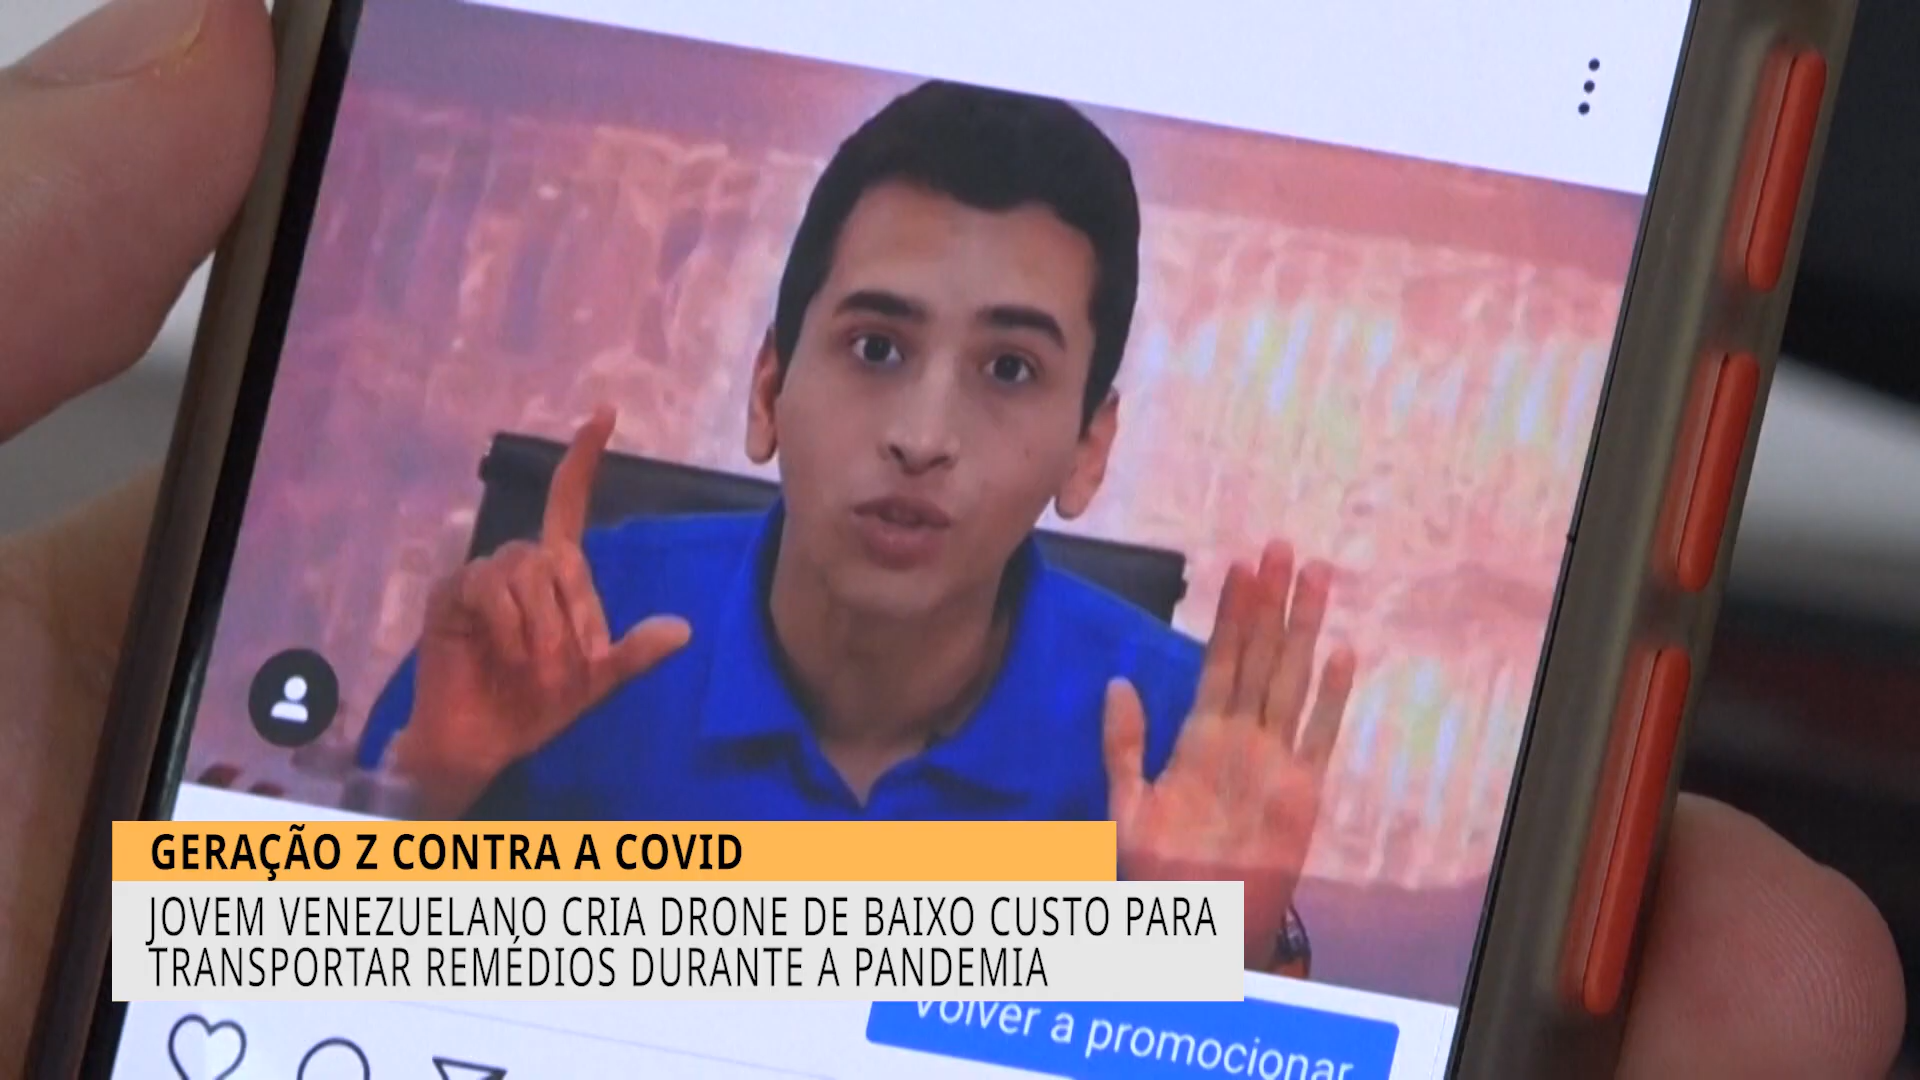 GERAÇÃO Z CONTRA A COVID
JOVEM VENEZUELANO CRIA DRONE DE BAIXO CUSTO PARA
TRANSPORTAR REMÉDIOS DURANTE A PANDEMIA
Volver a promocionar